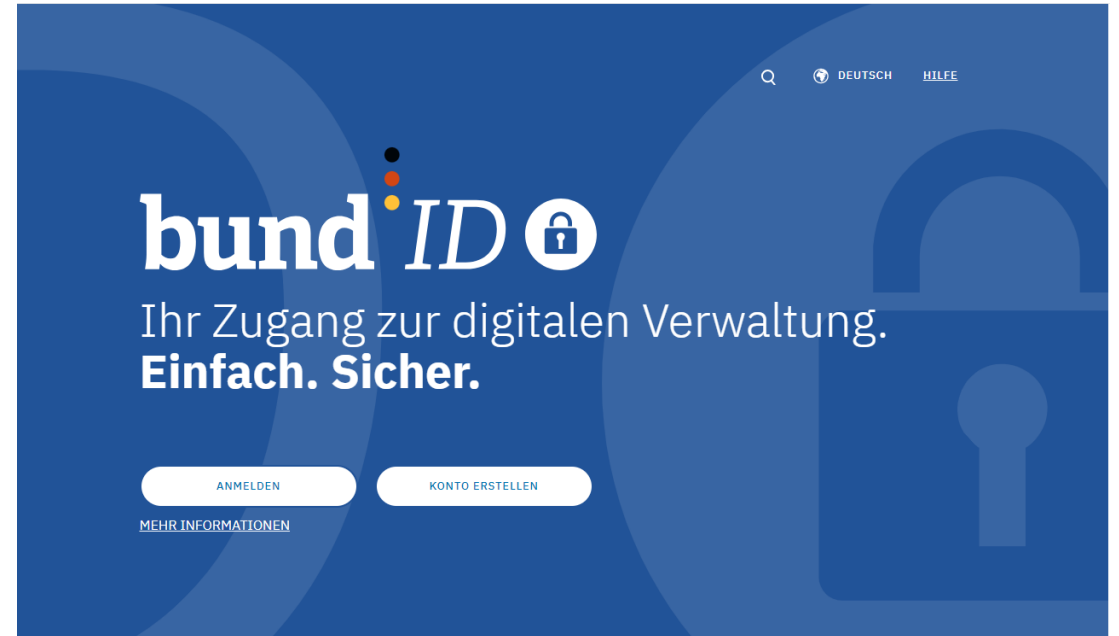 DEUTSCH HILFE
bund ID
Ihr Zugang zur digitalen Verwaltung.
Einfach. Sicher.
ANMELDEN KONTO ERSTELLEN
MEHR INFORMATIONEN